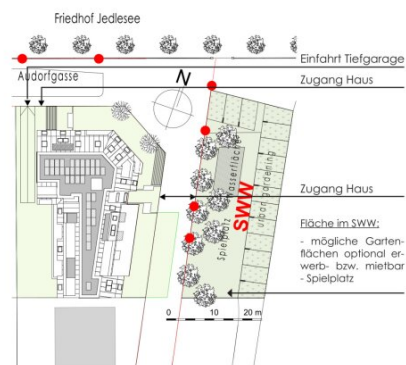 Friedhof Jedlesee
Einfahrt Tiefgarage
Audorfgasse
Zugang Haus
N
Wasserfläche
urban gardening
SWW
Spielplatz
Zugang Haus
Fläche im SWW:
- mögliche Garten-
flächen optional er-
werb- bzw. mietbar
- Spielplatz
0 10 20 m